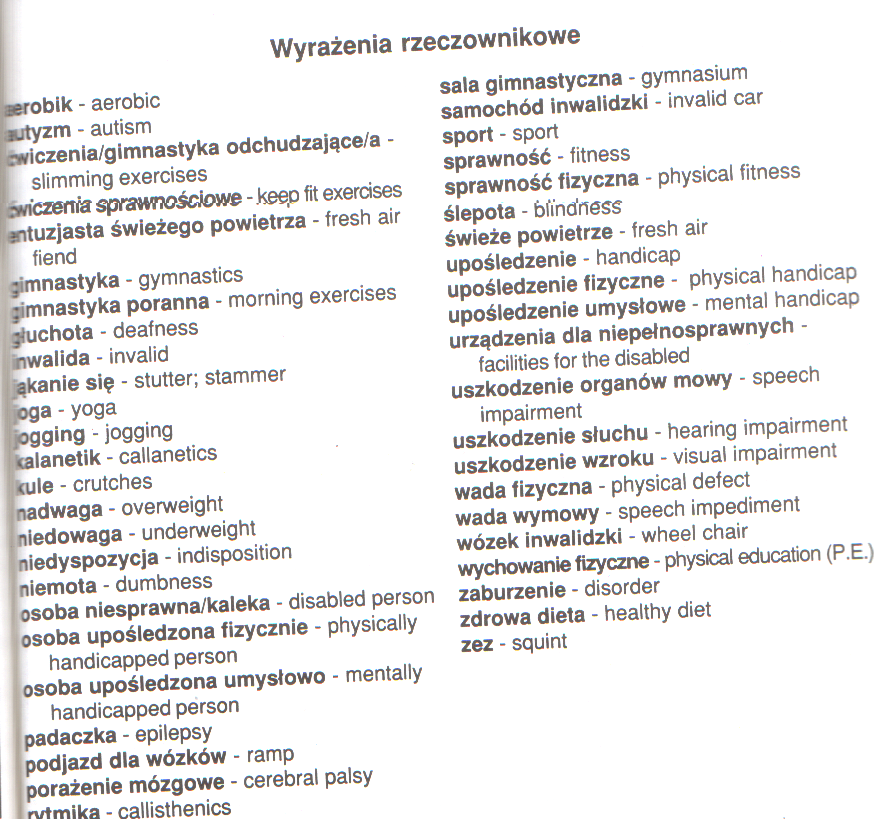 Wyrażenia rzeczownikowe
aerobik - aerobic
autyzm - autism
ćwiczenia/gimnastyka odchudzające/a -
slimming exercises
ćwiczenia sprawnościowe - keep fit exercises
entuzjasta świeżego powietrza - fresh air
fiend
gimnastyka - gymnastics
gimnastyka poranna - morning exercises
głuchota - deafness
inwalida - invalid
jąkanie się - stutter; stammer
joga - yoga
jogging - jogging
kalanetik - callanetics
kule - crutches
nadwaga - overweight
niedowaga - underweight
niedyspozycja - indisposition
niemota - dumbness
osoba niesprawna/kaleka - disabled person
osoba upośledzona fizycznie - physically
handicapped person
osoba upośledzona umysłowo - mentally
handicapped person
padaczka - epilepsy
podjazd dla wózków - ramp
porażenie mózgowe - cerebral palsy
rytmika - callisthenics
sala gimnastyczna - gymnasium
samochód inwalidzki - invalid car
sport - sport
sprawność - fitness
sprawność fizyczna - physical fitness
ślepota - blindness
świeże powietrze - fresh air
upośledzenie - handicap
upośledzenie fizyczne - physical handicap
upośledzenie umysłowe - mental handicap
urządzenia dla niepełnosprawnych -
facilities for the disabled
uszkodzenie organów mowy - speech
impairment
uszkodzenie słuchu - hearing impairment
uszkodzenie wzroku - visual impairment
wada fizyczna - physical defect
wada wymowy - speech impediment
wózek inwalidzki - wheel chair
wychowanie fizyczne - physical education (P.E.)
zaburzenie - disorder
zdrowa dieta - healthy diet
zez - squint